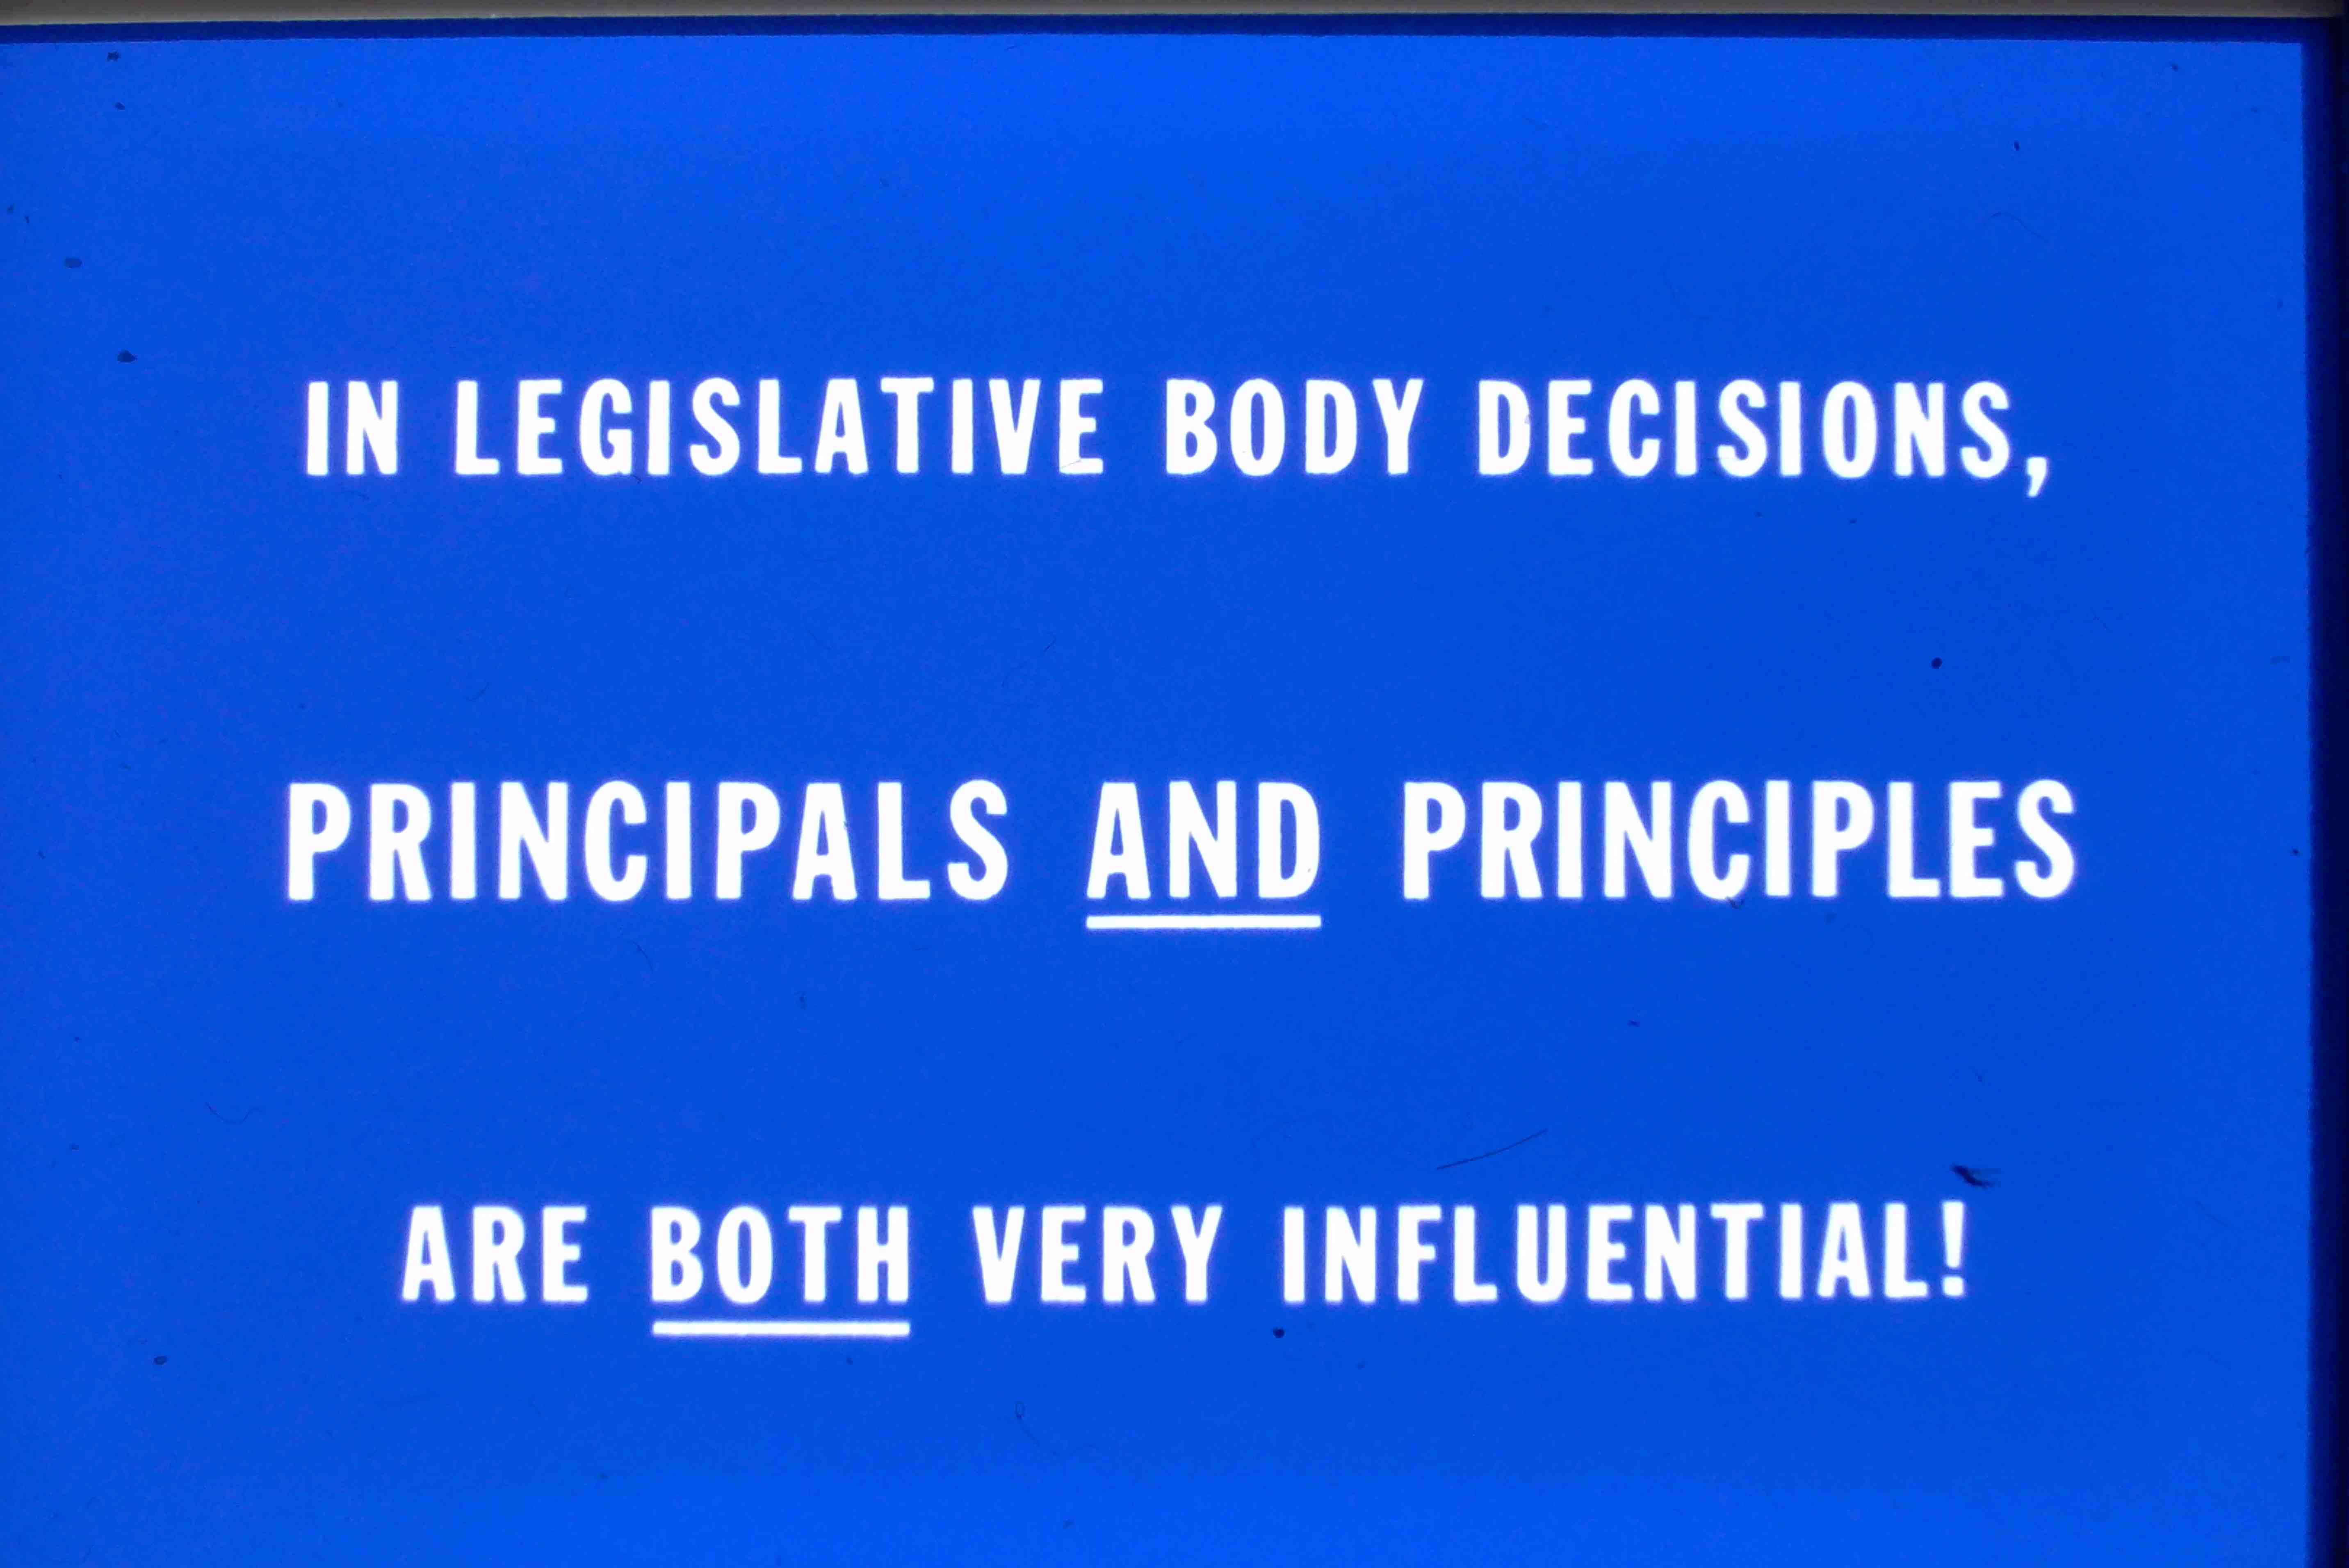 IN LEGISLATIVE BODY DECISIONS,
PRINCIPALS AND PRINCIPLES
ARE BOTH VERY INFLUENTIAL!